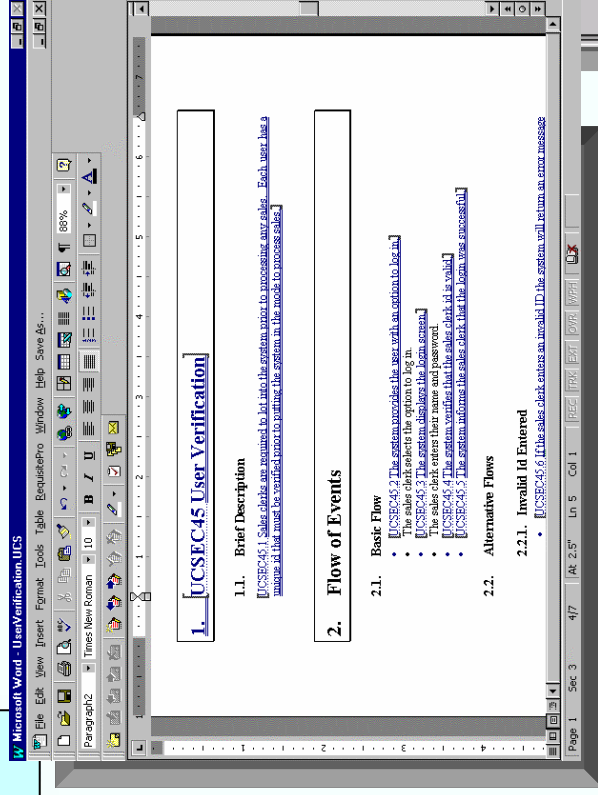 Microsoft Word - UserVerification.UCS
File Edit View Insert Format Tools Table RequisitePro Window Help Save As...
88%
Paragraph2 Times New Roman 10 B I U A
1 2 3 4 5 6 7
1. [UCSEC45 User Verification]
1.1. Brief Description
[UCSEC45.1 Sales clerks are required to lot into the system prior to processing any sales. Each user has a
unique id that must be verified prior to putting the system in the mode to process sales.]
2. Flow of Events
2.1. Basic Flow
• [UCSEC45.2 The system provides the user with an option to log in.]
• The sales clerk selects the option to log in.
• [UCSEC45.3 The system displays the login screen.]
• The sales clerk enters their name and password.
• [UCSEC45.4 The system verifies that the sales clerk id is valid.]
• [UCSEC45.5 The system informs the sales clerk that the login was successful.]
2.2. Alternative Flows
2.2.1. Invalid Id Entered
• [UCSEC45.6 If the sales clerk enters an invalid ID the system will return an error message
Page 1 Sec 3 4/7 At 2.5" Ln 5 Col 1 REC TRK EXT OVR WPH